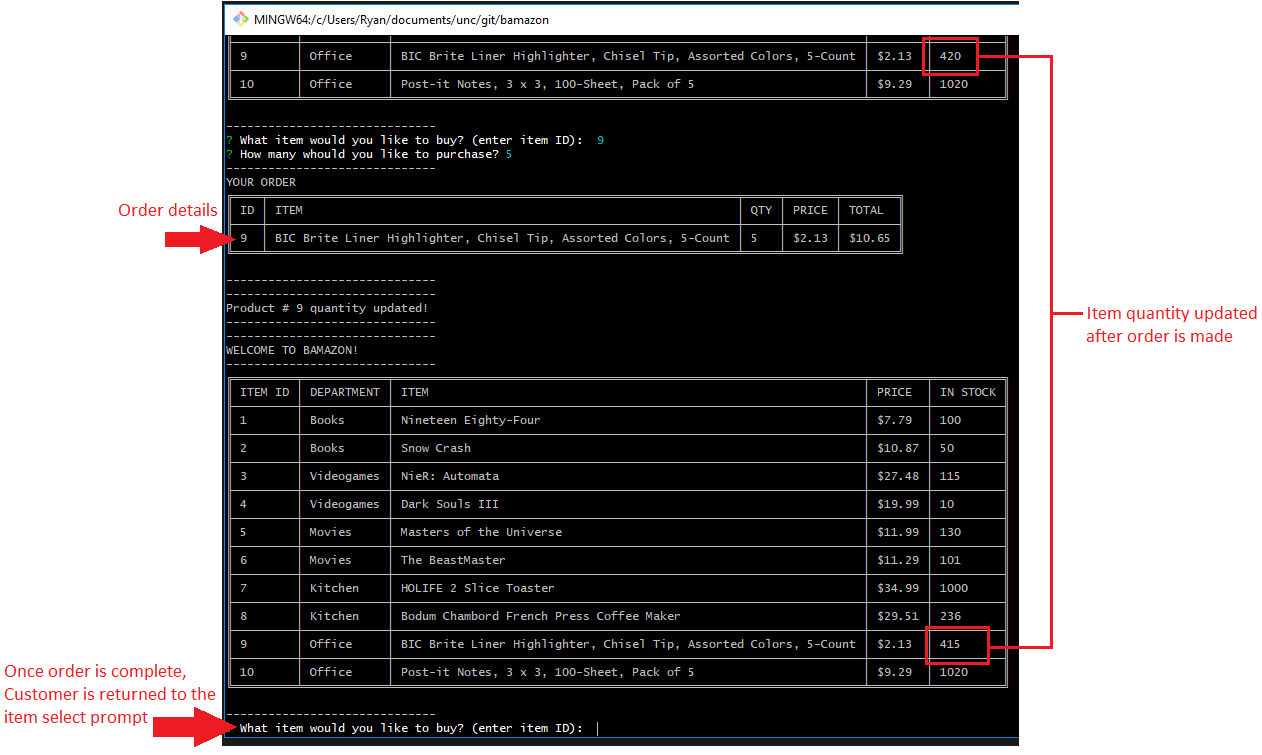 MINGW64:/c/Users/Ryan/documents/unc/git/bamazon
9 Office BIC Brite Liner Highlighter, Chisel Tip, Assorted Colors, 5-Count $2.13 420
10 Office Post-it Notes, 3 x 3, 100-Sheet, Pack of 5 $9.29 1020
------------------------------
? What item would you like to buy? (enter item ID): 9
? How many whould you like to purchase? 5
------------------------------
YOUR ORDER
Order details
ID ITEM QTY PRICE TOTAL
9 BIC Brite Liner Highlighter, Chisel Tip, Assorted Colors, 5-Count 5 $2.13 $10.65
------------------------------
------------------------------
Product # 9 quantity updated!
------------------------------
Item quantity updated
after order is made
------------------------------
WELCOME TO BAMAZON!
------------------------------
ITEM ID DEPARTMENT ITEM PRICE IN STOCK
1 Books Nineteen Eighty-Four $7.79 100
2 Books Snow Crash $10.87 50
3 Videogames NieR: Automata $27.48 115
4 Videogames Dark Souls III $19.99 10
5 Movies Masters of the Universe $11.99 130
6 Movies The BeastMaster $11.29 101
7 Kitchen HOLIFE 2 Slice Toaster $34.99 1000
8 Kitchen Bodum Chambord French Press Coffee Maker $29.51 236
9 Office BIC Brite Liner Highlighter, Chisel Tip, Assorted Colors, 5-Count $2.13 415
10 Office Post-it Notes, 3 x 3, 100-Sheet, Pack of 5 $9.29 1020
Once order is complete,
Customer is returned to the
item select prompt
------------------------------
What item would you like to buy? (enter item ID):